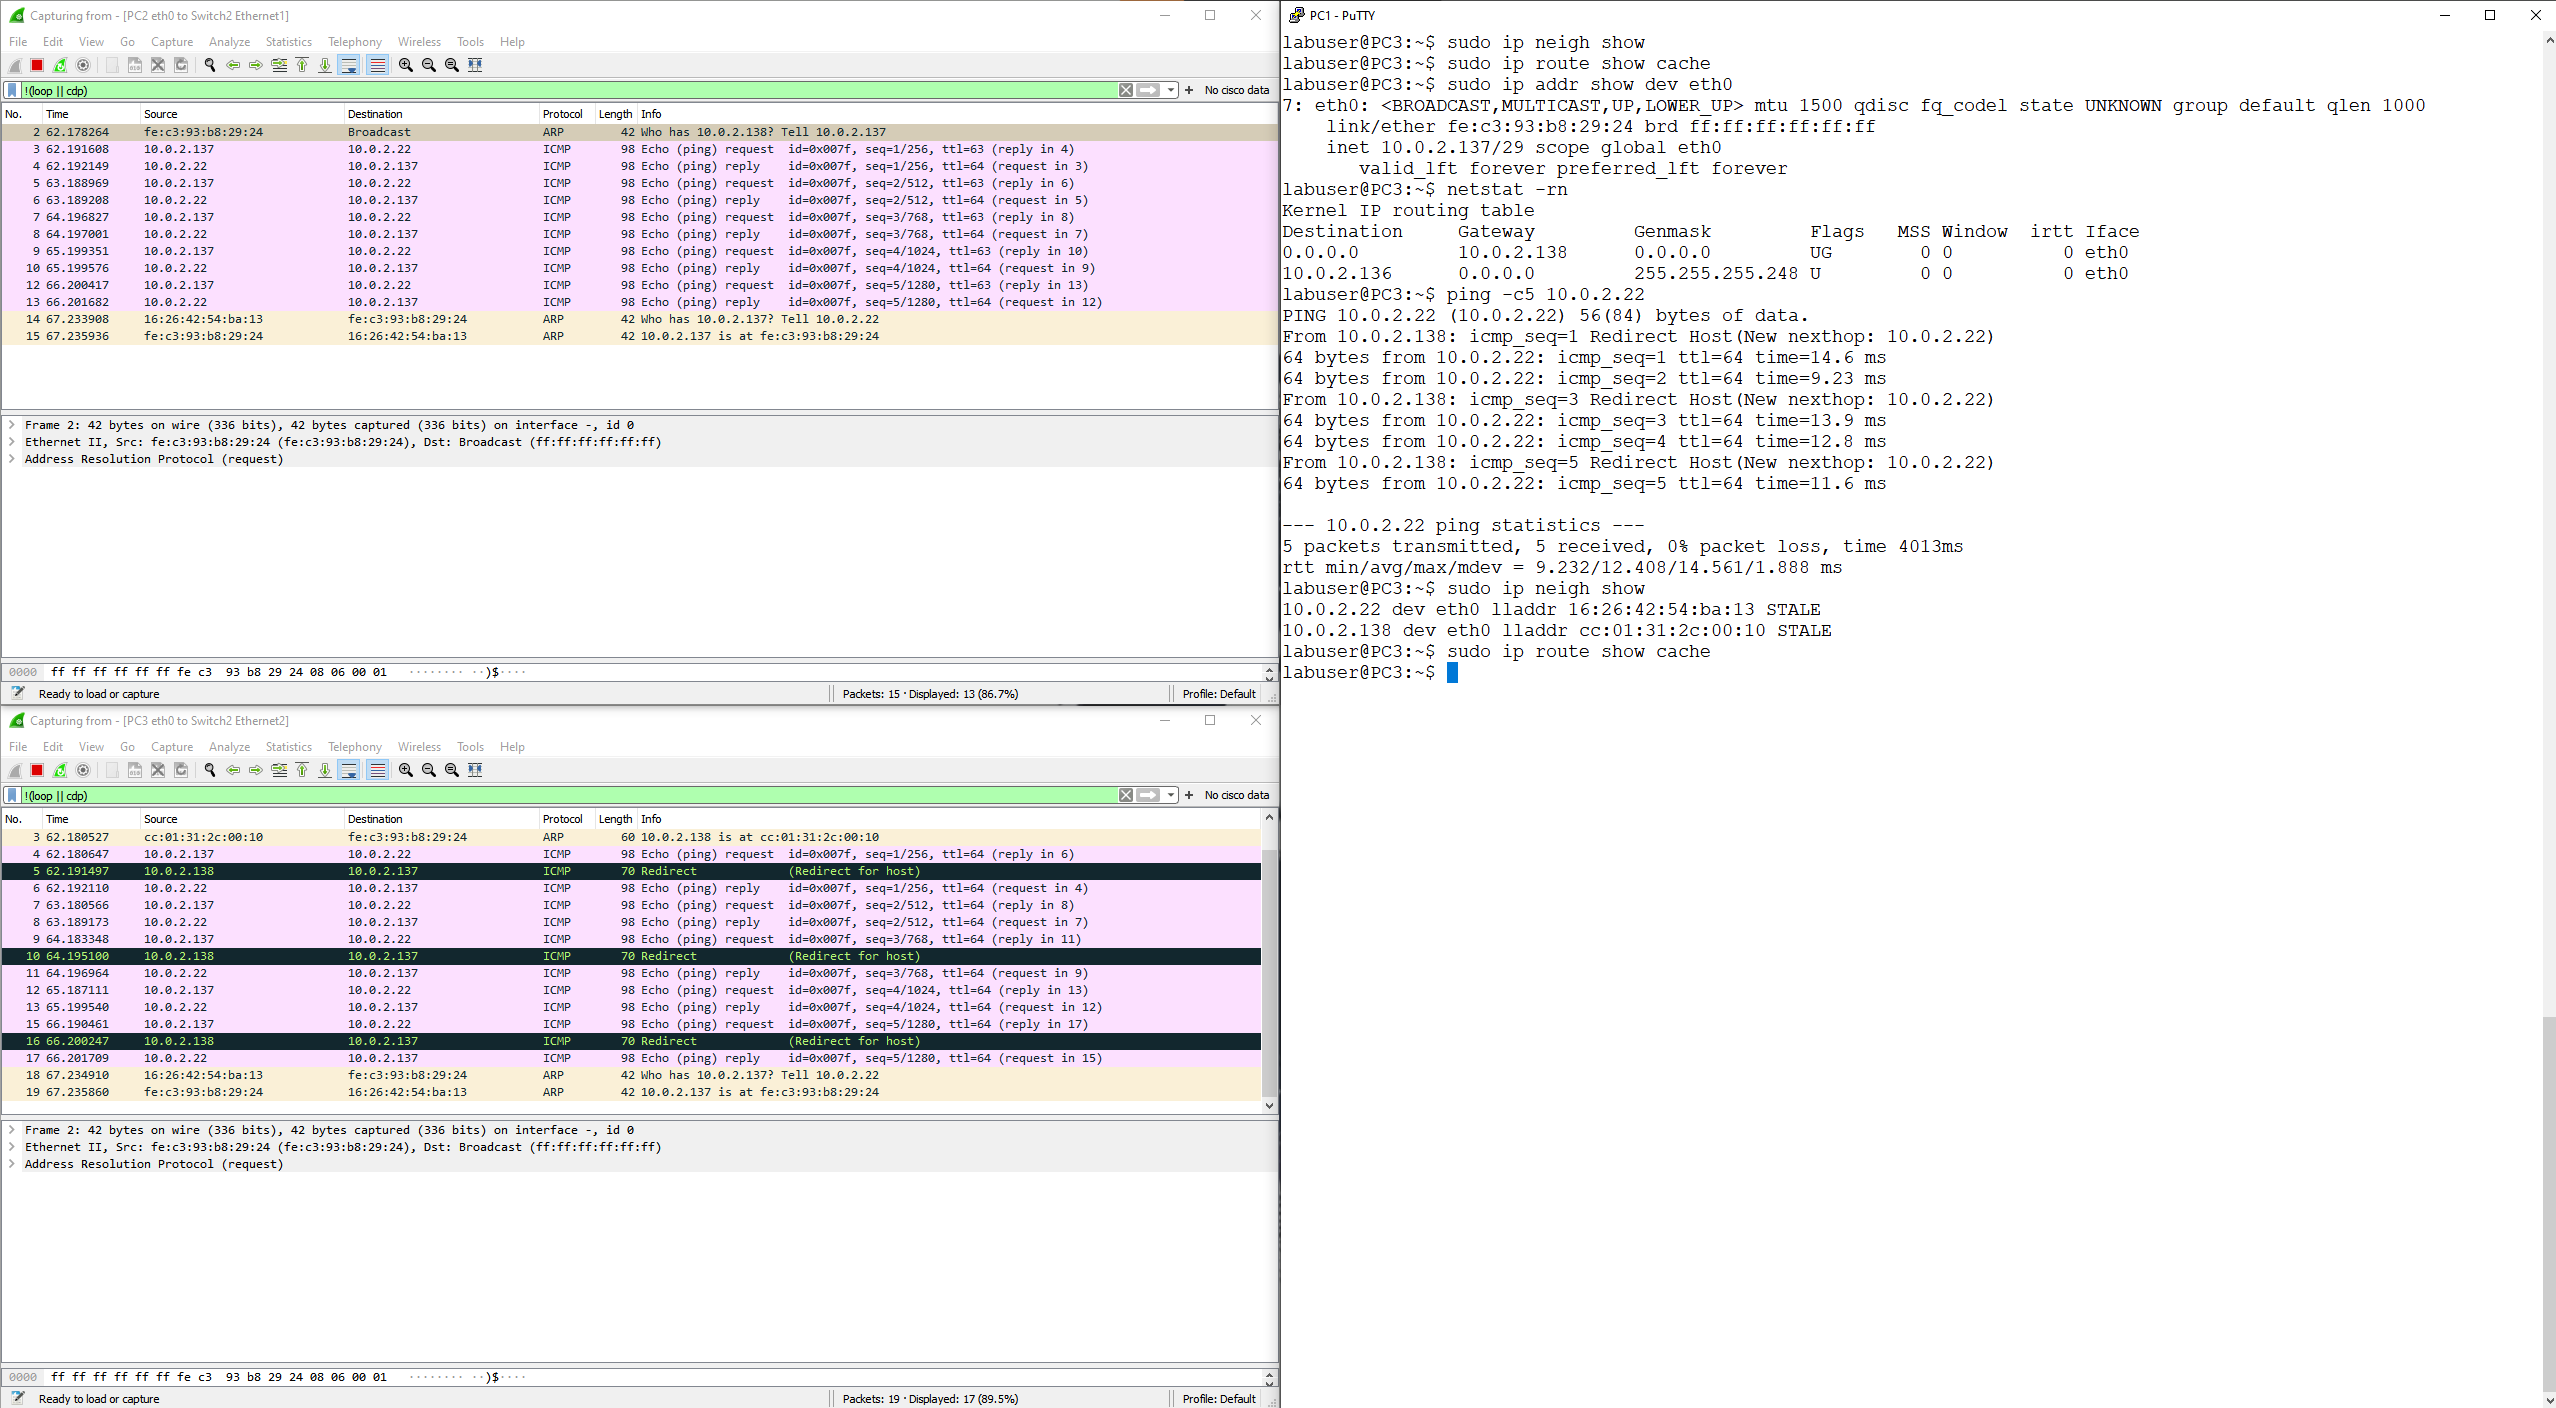 Capturing from - [PC2 eth0 to Switch2 Ethernet1]
File Edit View Go Capture Analyze Statistics Telephony Wireless Tools Help
!(loop || cdp)
No cisco data
No. Time Source Destination Protocol Length Info
2 62.178264 fe:c3:93:b8:29:24 Broadcast ARP 42 Who has 10.0.2.138? Tell 10.0.2.137
3 62.191608 10.0.2.137 10.0.2.22 ICMP 98 Echo (ping) request id=0x007f, seq=1/256, ttl=63 (reply in 4)
4 62.192149 10.0.2.22 10.0.2.137 ICMP 98 Echo (ping) reply id=0x007f, seq=1/256, ttl=64 (request in 3)
5 63.188969 10.0.2.137 10.0.2.22 ICMP 98 Echo (ping) request id=0x007f, seq=2/512, ttl=63 (reply in 6)
6 63.189208 10.0.2.22 10.0.2.137 ICMP 98 Echo (ping) reply id=0x007f, seq=2/512, ttl=64 (request in 5)
7 64.196827 10.0.2.137 10.0.2.22 ICMP 98 Echo (ping) request id=0x007f, seq=3/768, ttl=63 (reply in 8)
8 64.197001 10.0.2.22 10.0.2.137 ICMP 98 Echo (ping) reply id=0x007f, seq=3/768, ttl=64 (request in 7)
9 65.199351 10.0.2.137 10.0.2.22 ICMP 98 Echo (ping) request id=0x007f, seq=4/1024, ttl=63 (reply in 10)
10 65.199576 10.0.2.22 10.0.2.137 ICMP 98 Echo (ping) reply id=0x007f, seq=4/1024, ttl=64 (request in 9)
12 66.200417 10.0.2.137 10.0.2.22 ICMP 98 Echo (ping) request id=0x007f, seq=5/1280, ttl=63 (reply in 13)
13 66.201682 10.0.2.22 10.0.2.137 ICMP 98 Echo (ping) reply id=0x007f, seq=5/1280, ttl=64 (request in 12)
14 67.233908 16:26:42:54:ba:13 fe:c3:93:b8:29:24 ARP 42 Who has 10.0.2.137? Tell 10.0.2.22
15 67.235936 fe:c3:93:b8:29:24 16:26:42:54:ba:13 ARP 42 10.0.2.137 is at fe:c3:93:b8:29:24
Frame 2: 42 bytes on wire (336 bits), 42 bytes captured (336 bits) on interface -, id 0
Ethernet II, Src: fe:c3:93:b8:29:24 (fe:c3:93:b8:29:24), Dst: Broadcast (ff:ff:ff:ff:ff:ff)
Address Resolution Protocol (request)
0000 ff ff ff ff ff ff fe c3 93 b8 29 24 08 06 00 01 ········ ··)$····
Ready to load or capture
Packets: 15 · Displayed: 13 (86.7%)
Profile: Default
Capturing from - [PC3 eth0 to Switch2 Ethernet2]
File Edit View Go Capture Analyze Statistics Telephony Wireless Tools Help
!(loop || cdp)
No cisco data
No. Time Source Destination Protocol Length Info
3 62.180527 cc:01:31:2c:00:10 fe:c3:93:b8:29:24 ARP 60 10.0.2.138 is at cc:01:31:2c:00:10
4 62.180647 10.0.2.137 10.0.2.22 ICMP 98 Echo (ping) request id=0x007f, seq=1/256, ttl=64 (reply in 6)
5 62.191497 10.0.2.138 10.0.2.137 ICMP 70 Redirect (Redirect for host)
6 62.192110 10.0.2.22 10.0.2.137 ICMP 98 Echo (ping) reply id=0x007f, seq=1/256, ttl=64 (request in 4)
7 63.180566 10.0.2.137 10.0.2.22 ICMP 98 Echo (ping) request id=0x007f, seq=2/512, ttl=64 (reply in 8)
8 63.189173 10.0.2.22 10.0.2.137 ICMP 98 Echo (ping) reply id=0x007f, seq=2/512, ttl=64 (request in 7)
9 64.183348 10.0.2.137 10.0.2.22 ICMP 98 Echo (ping) request id=0x007f, seq=3/768, ttl=64 (reply in 11)
10 64.195100 10.0.2.138 10.0.2.137 ICMP 70 Redirect (Redirect for host)
11 64.196964 10.0.2.22 10.0.2.137 ICMP 98 Echo (ping) reply id=0x007f, seq=3/768, ttl=64 (request in 9)
12 65.187111 10.0.2.137 10.0.2.22 ICMP 98 Echo (ping) request id=0x007f, seq=4/1024, ttl=64 (reply in 13)
13 65.199540 10.0.2.22 10.0.2.137 ICMP 98 Echo (ping) reply id=0x007f, seq=4/1024, ttl=64 (request in 12)
15 66.190461 10.0.2.137 10.0.2.22 ICMP 98 Echo (ping) request id=0x007f, seq=5/1280, ttl=64 (reply in 17)
16 66.200247 10.0.2.138 10.0.2.137 ICMP 70 Redirect (Redirect for host)
17 66.201709 10.0.2.22 10.0.2.137 ICMP 98 Echo (ping) reply id=0x007f, seq=5/1280, ttl=64 (request in 15)
18 67.234910 16:26:42:54:ba:13 fe:c3:93:b8:29:24 ARP 42 Who has 10.0.2.137? Tell 10.0.2.22
19 67.235860 fe:c3:93:b8:29:24 16:26:42:54:ba:13 ARP 42 10.0.2.137 is at fe:c3:93:b8:29:24
Frame 2: 42 bytes on wire (336 bits), 42 bytes captured (336 bits) on interface -, id 0
Ethernet II, Src: fe:c3:93:b8:29:24 (fe:c3:93:b8:29:24), Dst: Broadcast (ff:ff:ff:ff:ff:ff)
Address Resolution Protocol (request)
0000 ff ff ff ff ff ff fe c3 93 b8 29 24 08 06 00 01 ········ ··)$····
Ready to load or capture
Packets: 19 · Displayed: 17 (89.5%)
Profile: Default
PC1 - PuTTY
labuser@PC3:~$ sudo ip neigh show
labuser@PC3:~$ sudo ip route show cache
labuser@PC3:~$ sudo ip addr show dev eth0
7: eth0: <BROADCAST,MULTICAST,UP,LOWER_UP> mtu 1500 qdisc fq_codel state UNKNOWN group default qlen 1000
link/ether fe:c3:93:b8:29:24 brd ff:ff:ff:ff:ff:ff
inet 10.0.2.137/29 scope global eth0
valid_lft forever preferred_lft forever
labuser@PC3:~$ netstat -rn
Kernel IP routing table
Destination Gateway Genmask Flags MSS Window irtt Iface
0.0.0.0 10.0.2.138 0.0.0.0 UG 0 0 0 eth0
10.0.2.136 0.0.0.0 255.255.255.248 U 0 0 0 eth0
labuser@PC3:~$ ping -c5 10.0.2.22
PING 10.0.2.22 (10.0.2.22) 56(84) bytes of data.
From 10.0.2.138: icmp_seq=1 Redirect Host(New nexthop: 10.0.2.22)
64 bytes from 10.0.2.22: icmp_seq=1 ttl=64 time=14.6 ms
64 bytes from 10.0.2.22: icmp_seq=2 ttl=64 time=9.23 ms
From 10.0.2.138: icmp_seq=3 Redirect Host(New nexthop: 10.0.2.22)
64 bytes from 10.0.2.22: icmp_seq=3 ttl=64 time=13.9 ms
64 bytes from 10.0.2.22: icmp_seq=4 ttl=64 time=12.8 ms
From 10.0.2.138: icmp_seq=5 Redirect Host(New nexthop: 10.0.2.22)
64 bytes from 10.0.2.22: icmp_seq=5 ttl=64 time=11.6 ms
--- 10.0.2.22 ping statistics ---
5 packets transmitted, 5 received, 0% packet loss, time 4013ms
rtt min/avg/max/mdev = 9.232/12.408/14.561/1.888 ms
labuser@PC3:~$ sudo ip neigh show
10.0.2.22 dev eth0 lladdr 16:26:42:54:ba:13 STALE
10.0.2.138 dev eth0 lladdr cc:01:31:2c:00:10 STALE
labuser@PC3:~$ sudo ip route show cache
labuser@PC3:~$